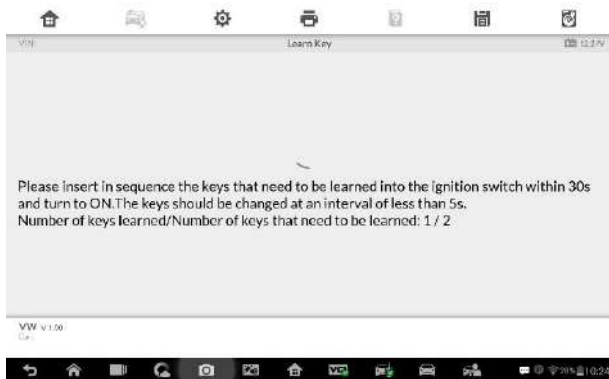 VIN:
Learn Key
Please insert in sequence the keys that need to be learned into the ignition switch within 30s
and turn to ON.The keys should be changed at an interval of less than 5s.
Number of keys learned/Number of keys that need to be learned: 1 / 2
VW V 1.00